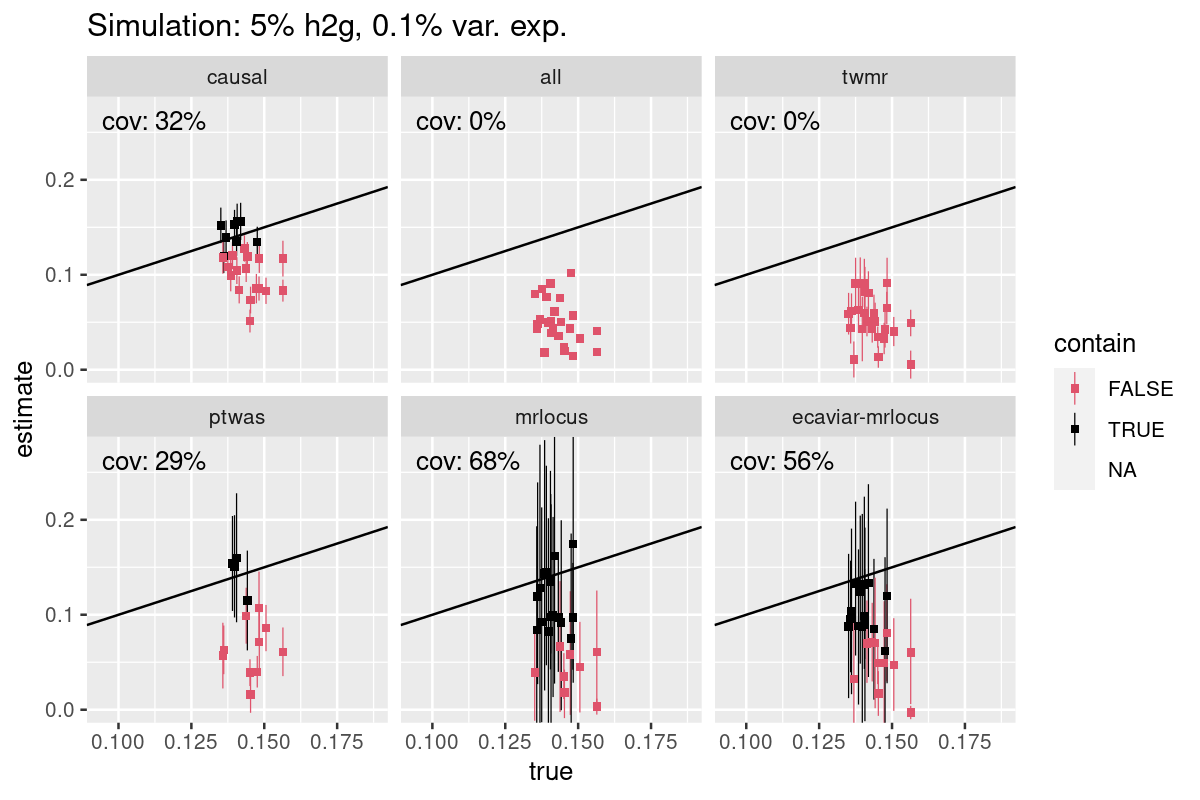 Simulation: 5% h2g, 0.1% var. exp.
causal
all
twmr
cov: 32%
cov: 0%
cov: 0%
0.2
0.1
0.0
ptwas
mrlocus
ecaviar-mrlocus
cov: 29%
cov: 68%
cov: 56%
0.2
0.1
0.0
0.100 0.125 0.150 0.175
0.100 0.125 0.150 0.175
0.100 0.125 0.150 0.175
true
estimate
contain
FALSE
TRUE
NA